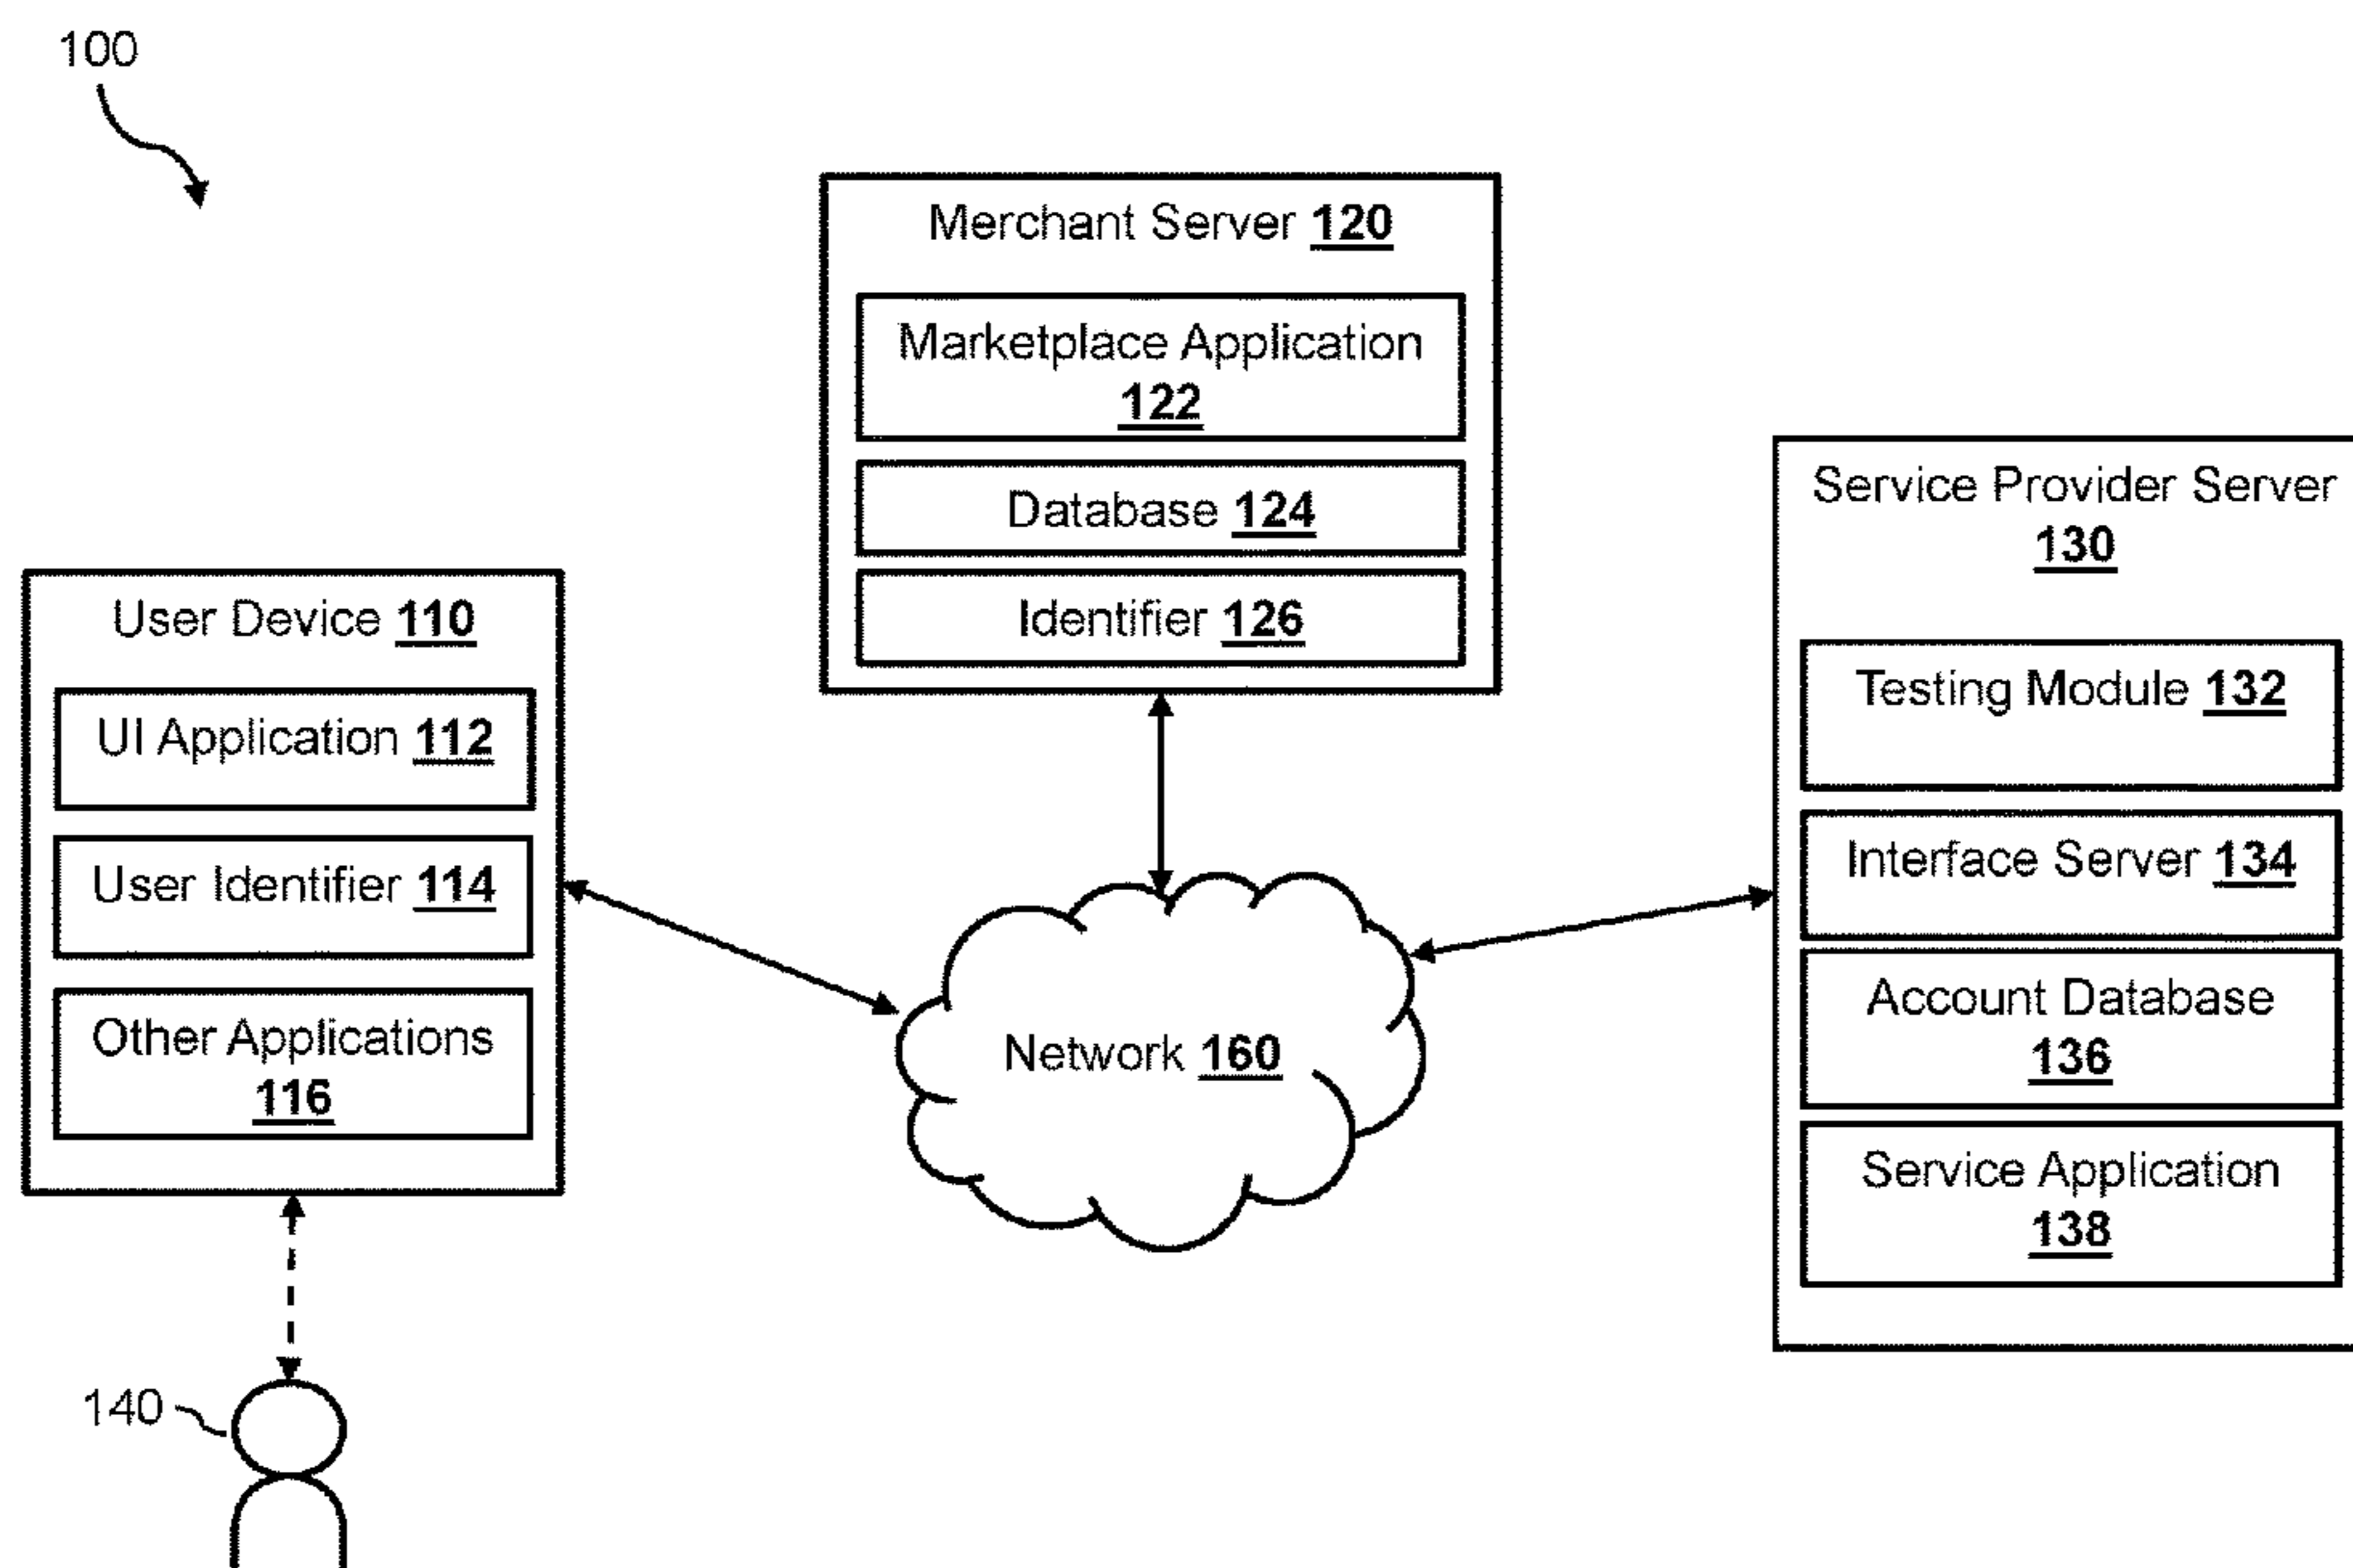 100
Merchant Server 120
Marketplace Application
122
Database 124
Identifier 126
User Device 110
UI Application 112
User Identifier 114
Other Applications
116
Network 160
Service Provider Server
130
Testing Module 132
Interface Server 134
Account Database
136
Service Application
138
140